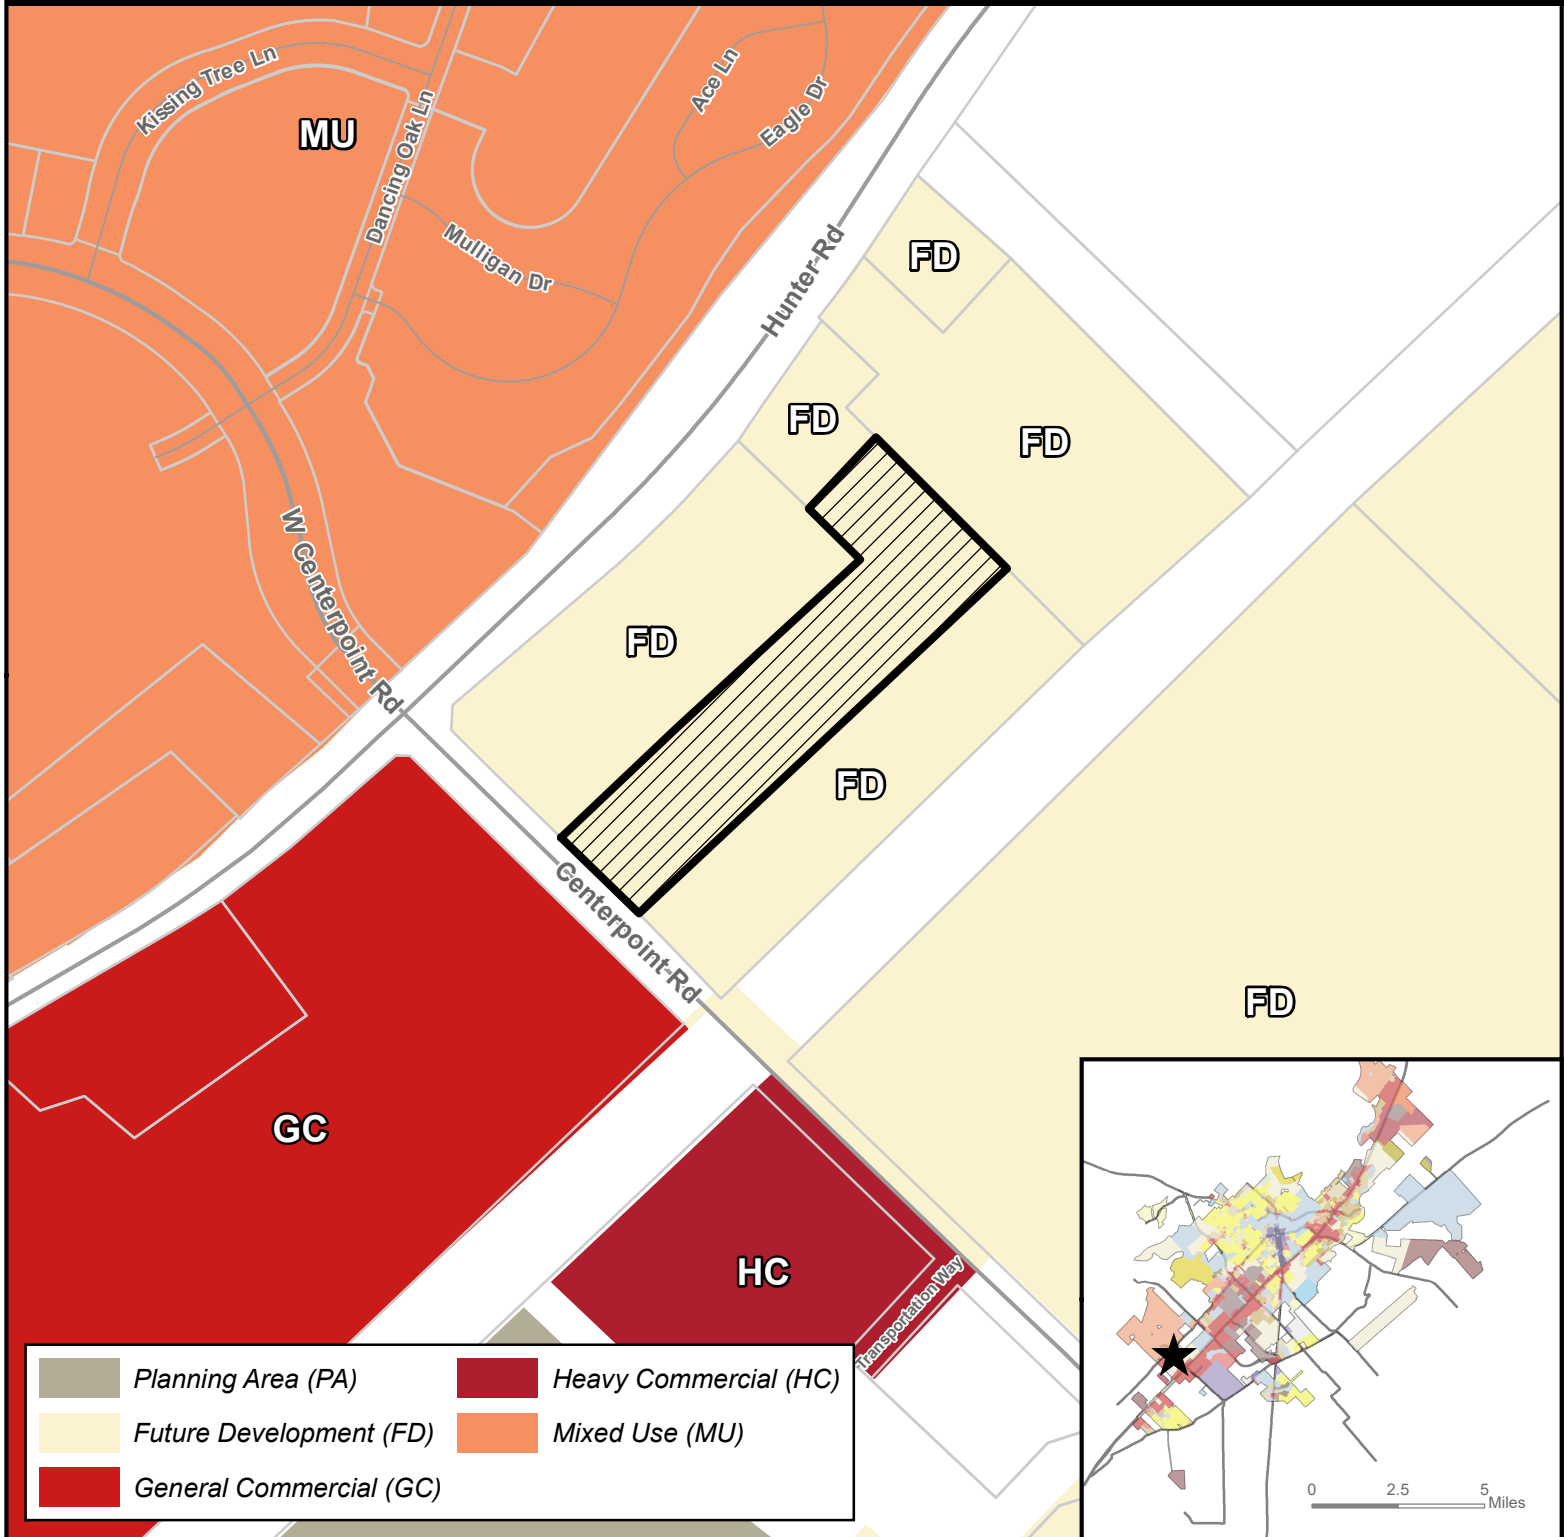 Kissing Tree Ln
MU
Dancing Oak Ln
Mulligan Dr
Ace Ln
Eagle Dr
Hunter Rd
FD
FD
FD
W Centerpoint Rd
FD
FD
Centerpoint Rd
FD
GC
HC
Transportation Way
Planning Area (PA)
Future Development (FD)
General Commercial (GC)
Heavy Commercial (HC)
Mixed Use (MU)
0 2.5 5
Miles